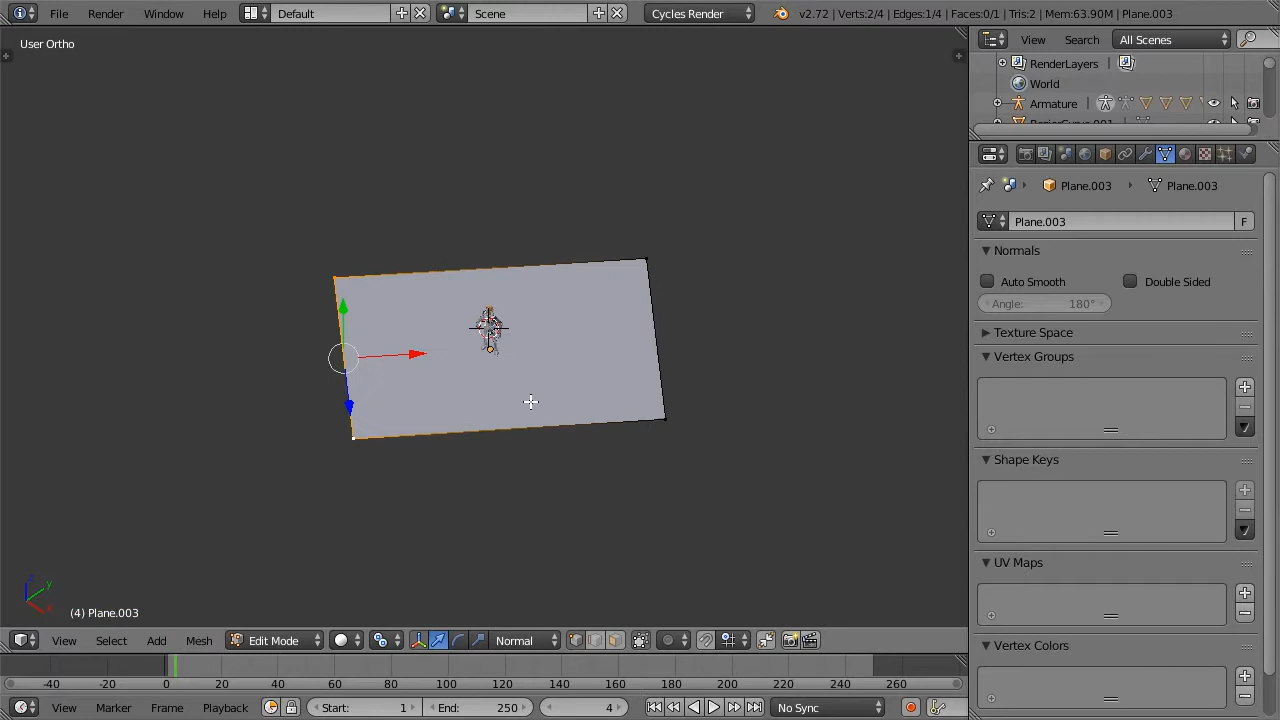 File Render Window Help Default Scene Cycles Render v2.72 | Verts:2/4 | Edges:1/4 | Faces:0/1 | Tris:2 | Mem:63.90M | Plane.003
User Ortho
View Search All Scenes
RenderLayers
World
Armature
Plane.003 Plane.003
Plane.003 F
Normals
Auto Smooth Double Sided
Angle: 180°
Texture Space
Vertex Groups
Shape Keys
UV Maps
Vertex Colors
z y x
(4) Plane.003
View Select Add Mesh Edit Mode Normal
-40 -20 0 20 40 60 80 100 120 140 160 180 200 220 240 260
View Marker Frame Playback Start: 1 End: 250 4 No Sync